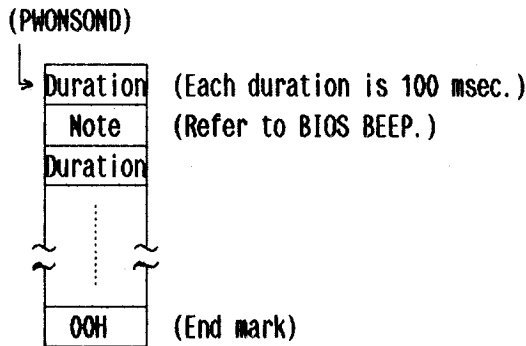 (PWONSOND)
Duration (Each duration is 100 msec.)
Note (Refer to BIOS BEEP.)
Duration
00H (End mark)